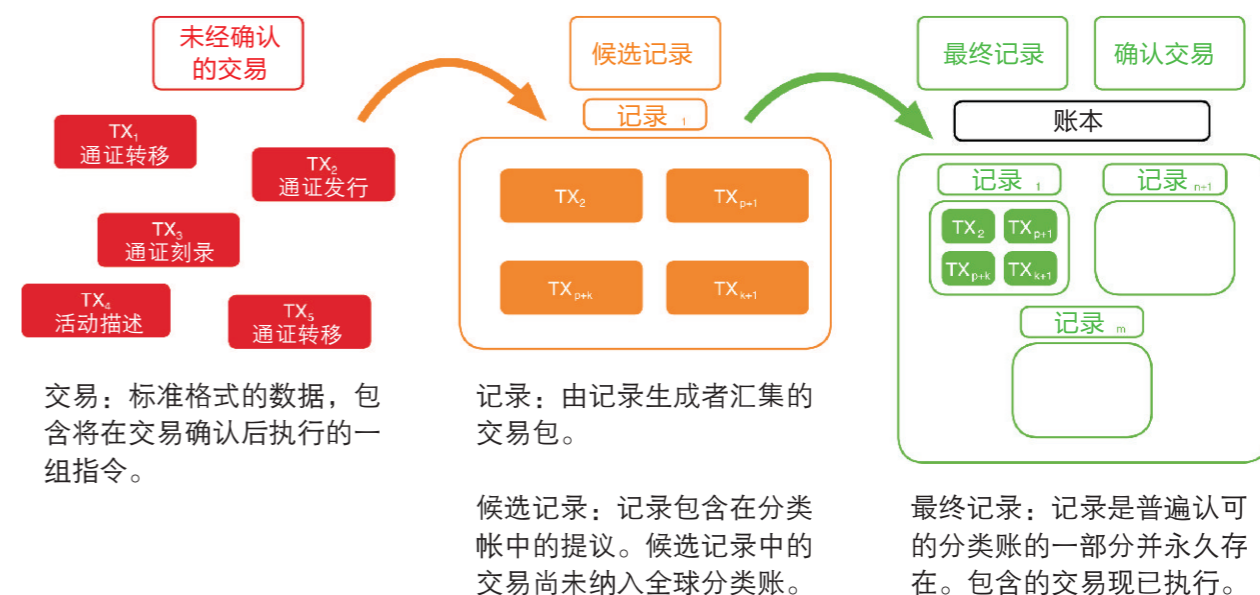 未经确认
的交易
TX₁
通证转移
TX₂
通证发行
TX₃
通证刻录
TX₄
活动描述
TX₅
通证转移
交易：标准格式的数据，包
含将在交易确认后执行的一
组指令。
候选记录
记录 ₁
TX₂
TXₚ₊₁
TXₚ₊ₖ
TXₖ₊₁
记录：由记录生成者汇集的
交易包。
候选记录：记录包含在分类
帐中的提议。候选记录中的
交易尚未纳入全球分类账。
最终记录
确认交易
账本
记录 ₁
TX₂
TXₚ₊₁
TXₚ₊ₖ
TXₖ₊₁
记录 ₙ₊₁
记录 ₘ
最终记录：记录是普遍认可
的分类账的一部分并永久存
在。包含的交易现已执行。